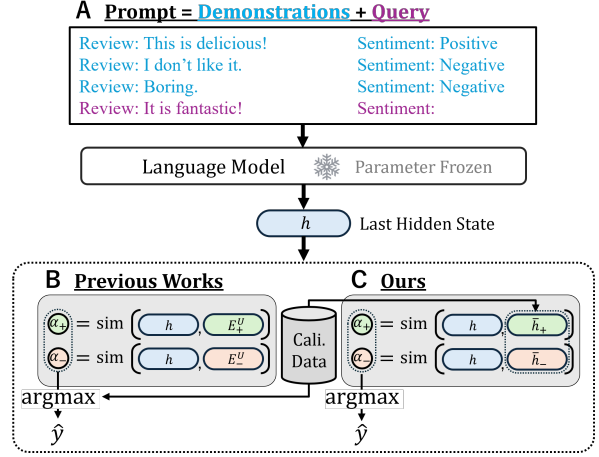 A Prompt = Demonstrations + Query
Review: This is delicious! Sentiment: Positive
Review: I don't like it. Sentiment: Negative
Review: Boring. Sentiment: Negative
Review: It is fantastic! Sentiment:
Language Model Parameter Frozen
h Last Hidden State
B Previous Works
α₊ = sim ( h , E₊ᵁ )
α₋ = sim ( h , E₋ᵁ )
argmax
ŷ
Cali.
Data
C Ours
α₊ = sim ( h , h̄₊ )
α₋ = sim ( h , h̄₋ )
argmax
ŷ